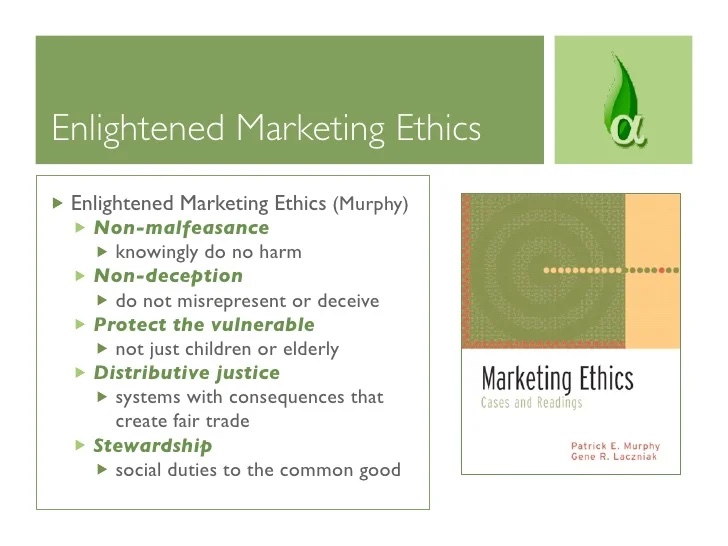 Enlightened Marketing Ethics
α
Enlightened Marketing Ethics (Murphy)
Non-malfeasance
knowingly do no harm
Non-deception
do not misrepresent or deceive
Protect the vulnerable
not just children or elderly
Distributive justice
systems with consequences that
create fair trade
Stewardship
social duties to the common good
Marketing Ethics
Cases and Readings
Patrick E. Murphy
Gene R. Laczniak